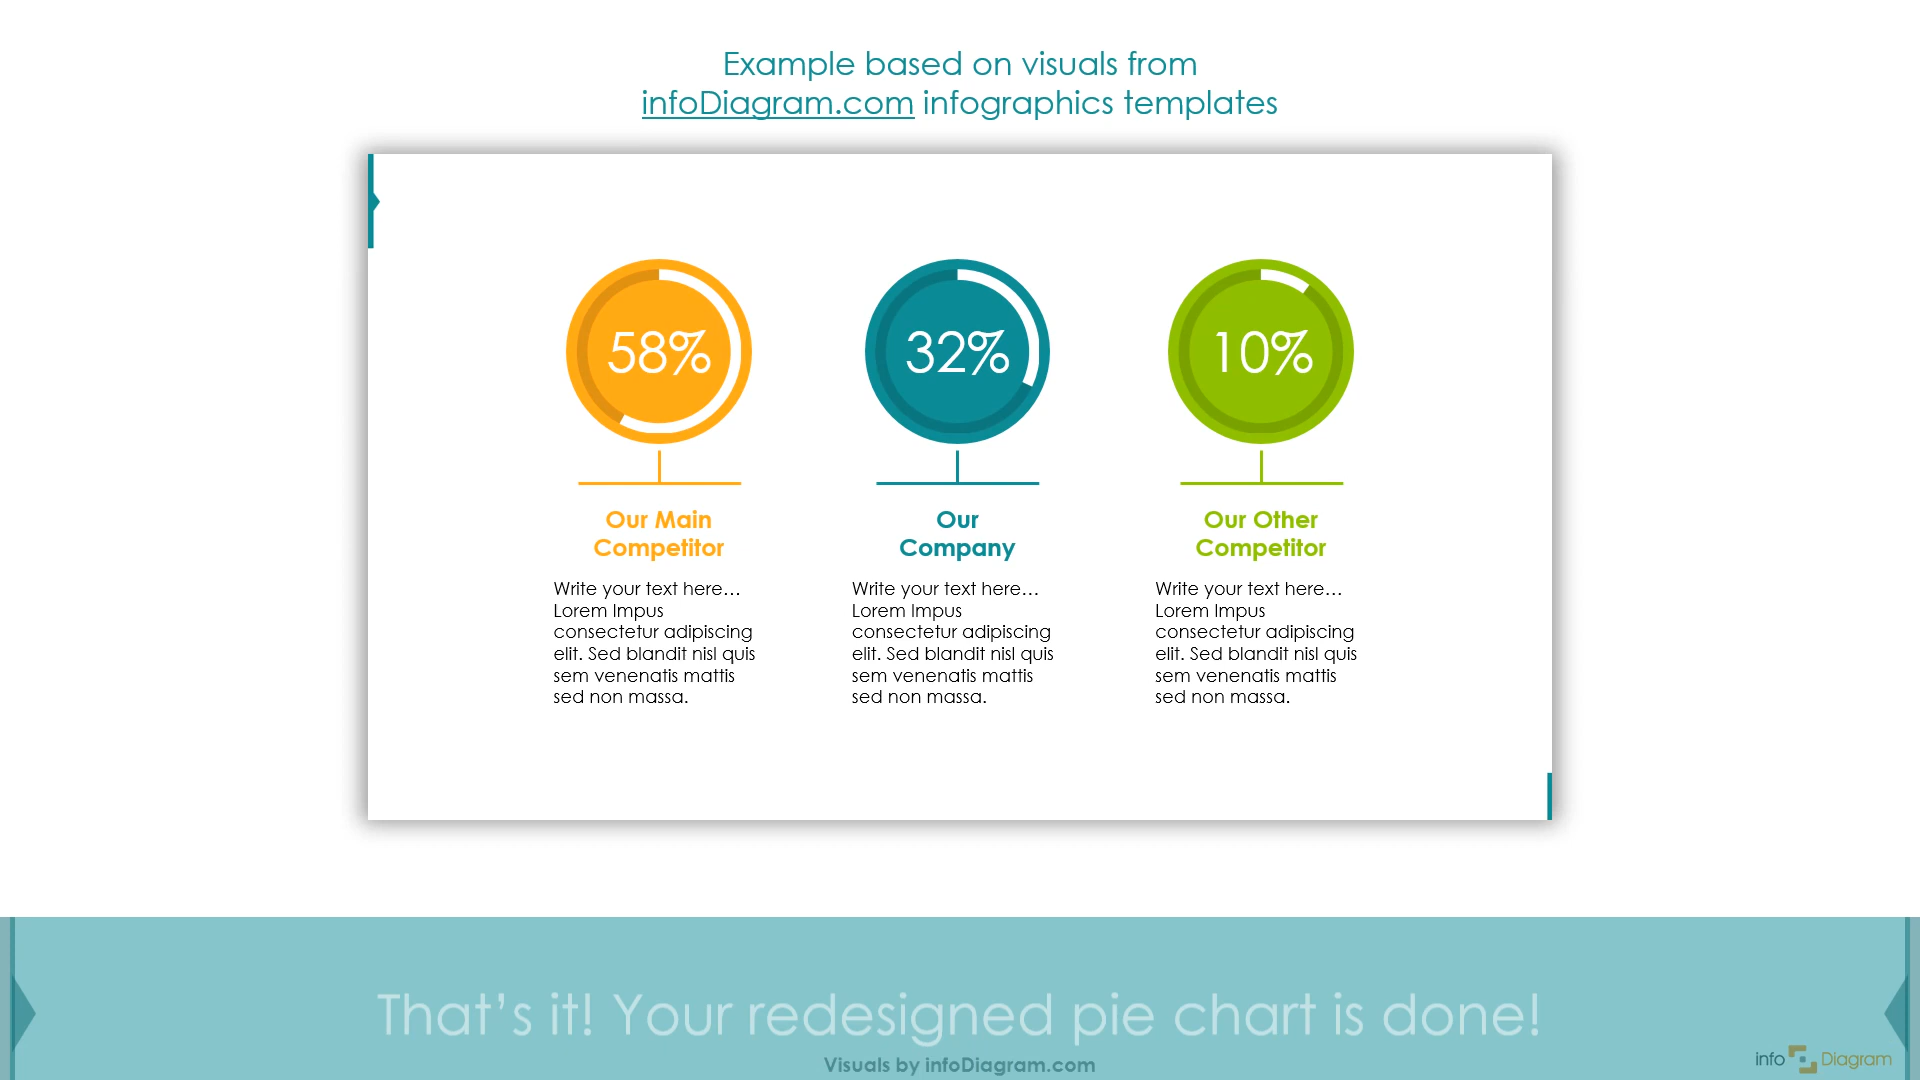 Example based on visuals from
infoDiagram.com infographics templates
58%
32%
10%
Our Main
Competitor
Write your text here…
Lorem Impus
consectetur adipiscing
elit. Sed blandit nisl quis
sem venenatis mattis
sed non massa.
Our
Company
Write your text here…
Lorem Impus
consectetur adipiscing
elit. Sed blandit nisl quis
sem venenatis mattis
sed non massa.
Our Other
Competitor
Write your text here…
Lorem Impus
consectetur adipiscing
elit. Sed blandit nisl quis
sem venenatis mattis
sed non massa.
That’s it! Your redesigned pie chart is done!
Visuals by infoDiagram.com
info Diagram